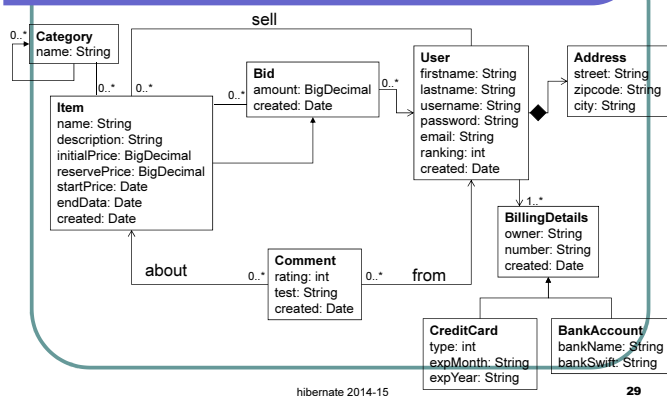 sell
0..*
Category
name: String
0..*
0..*
Item
name: String
description: String
initialPrice: BigDecimal
reservePrice: BigDecimal
startPrice: Date
endData: Date
created: Date
0..*
Bid
amount: BigDecimal
created: Date
0..*
User
firstname: String
lastname: String
username: String
password: String
email: String
ranking: int
created: Date
Address
street: String
zipcode: String
city: String
1..*
BillingDetails
owner: String
number: String
created: Date
about
0..*
Comment
rating: int
test: String
created: Date
0..*
from
CreditCard
type: int
expMonth: String
expYear: String
BankAccount
bankName: String
bankSwift: String
hibernate 2014-15
29